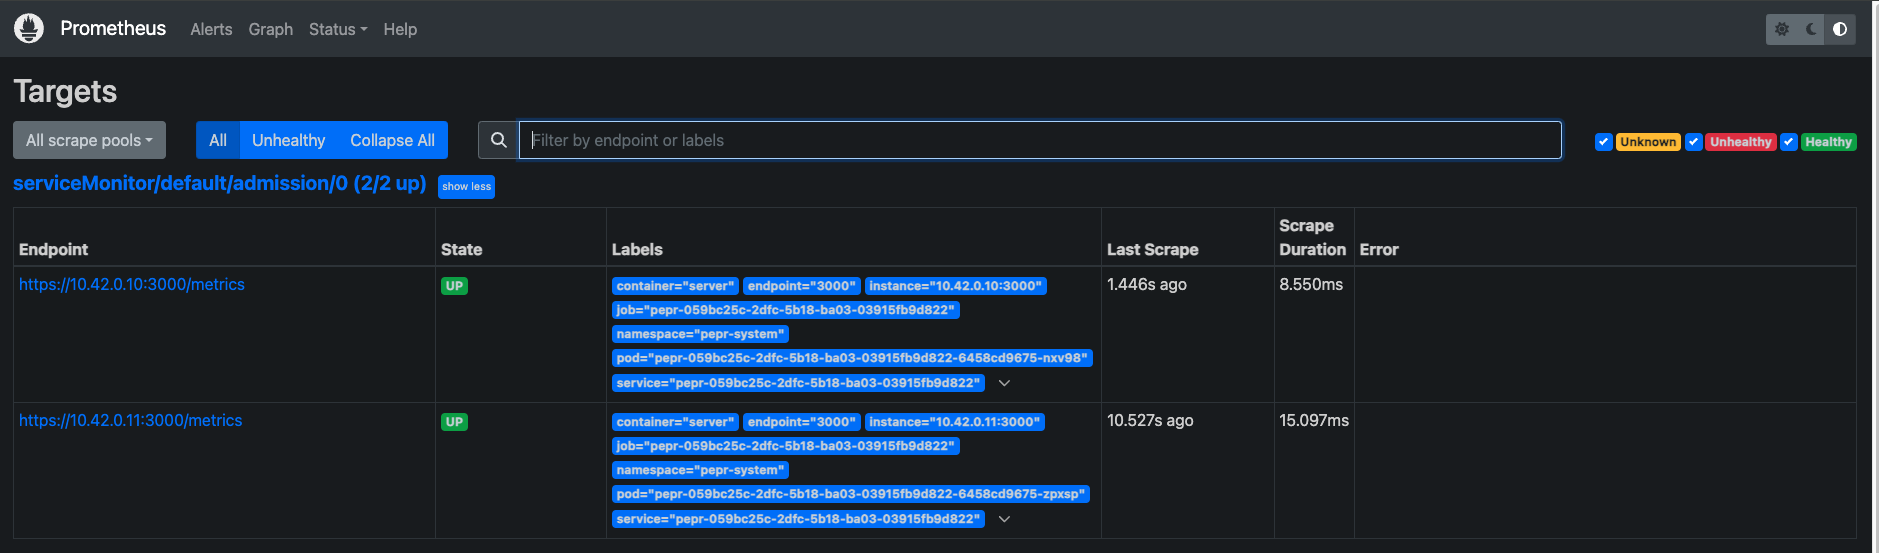 Prometheus Alerts Graph Status Help
Targets
All scrape pools All Unhealthy Collapse All Filter by endpoint or labels Unknown Unhealthy Healthy
serviceMonitor/default/admission/0 (2/2 up) show less
Endpoint State Labels Last Scrape Scrape Duration Error
https://10.42.0.10:3000/metrics UP container="server" endpoint="3000" instance="10.42.0.10:3000" 1.446s ago 8.550ms
job="pepr-059bc25c-2dfc-5b18-ba03-03915fb9d822"
namespace="pepr-system"
pod="pepr-059bc25c-2dfc-5b18-ba03-03915fb9d822-6458cd9675-nxv98"
service="pepr-059bc25c-2dfc-5b18-ba03-03915fb9d822"
https://10.42.0.11:3000/metrics UP container="server" endpoint="3000" instance="10.42.0.11:3000" 10.527s ago 15.097ms
job="pepr-059bc25c-2dfc-5b18-ba03-03915fb9d822"
namespace="pepr-system"
pod="pepr-059bc25c-2dfc-5b18-ba03-03915fb9d822-6458cd9675-zpxsp"
service="pepr-059bc25c-2dfc-5b18-ba03-03915fb9d822"